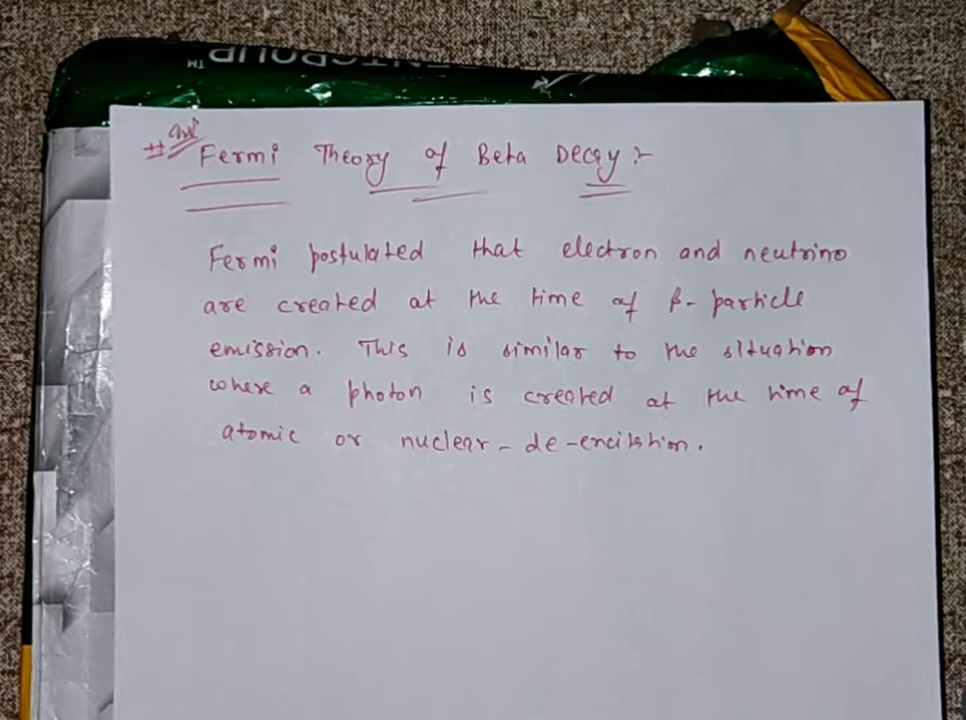 # Fermi Theory of Beta Decay :-
Fermi postulated that electron and neutrino
are created at the time of β- particle
emission. This is similar to the situation
where a photon is created at the time of
atomic or nuclear - de-encitation.